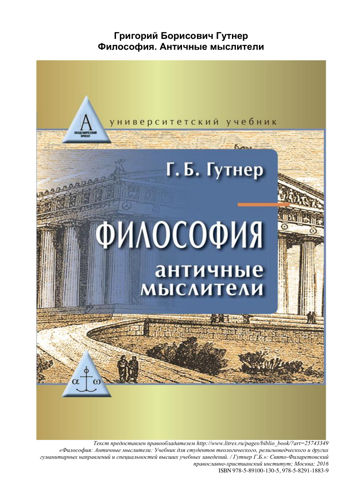 Григорий Борисович Гутнер
Философия. Античные мыслители
А
АКАДЕМИЧЕСКИЙ
ПРОЕКТ
университетский учебник
Г. Б. Гутнер
ФИЛОСОФИЯ
античные
мыслители
α ω
Текст предоставлен правообладателем http://www.litres.ru/pages/biblio_book/?art=25743349
«Философия: Античные мыслители. Учебник для студентов теологического, религиоведческого и других
гуманитарных направлений и специальностей высших учебных заведений. / Гутнер Г.Б.»: Свято-Филаретовский
православно-христианский институт; Москва; 2016
ISBN 978-5-89100-130-5, 978-5-8291-1883-9